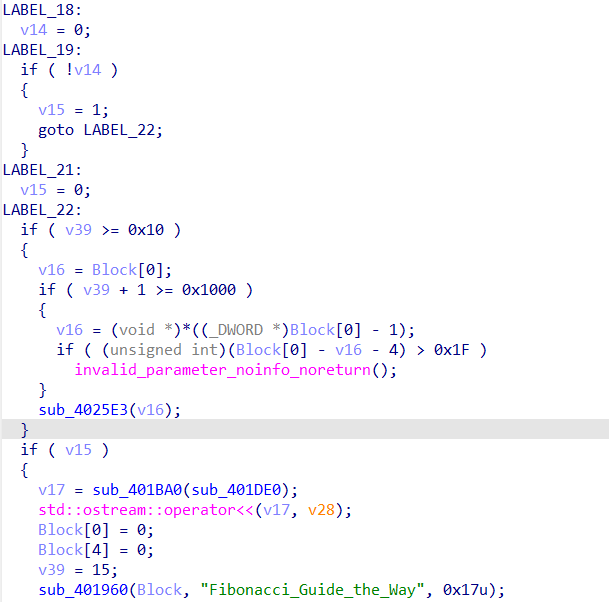 LABEL_18:
  v14 = 0;
LABEL_19:
  if ( !v14 )
  {
    v15 = 1;
    goto LABEL_22;
  }
LABEL_21:
  v15 = 0;
LABEL_22:
  if ( v39 >= 0x10 )
  {
    v16 = Block[0];
    if ( v39 + 1 >= 0x1000 )
    {
      v16 = (void *)*((_DWORD *)Block[0] - 1);
      if ( (unsigned int)(Block[0] - v16 - 4) > 0x1F )
        invalid_parameter_noinfo_noreturn();
    }
    sub_4025E3(v16);
  }
  if ( v15 )
  {
    v17 = sub_401BA0(sub_401DE0);
    std::ostream::operator<<(v17, v28);
    Block[0] = 0;
    Block[4] = 0;
    v39 = 15;
    sub_401960(Block, "Fibonacci_Guide_the_Way", 0x17u);